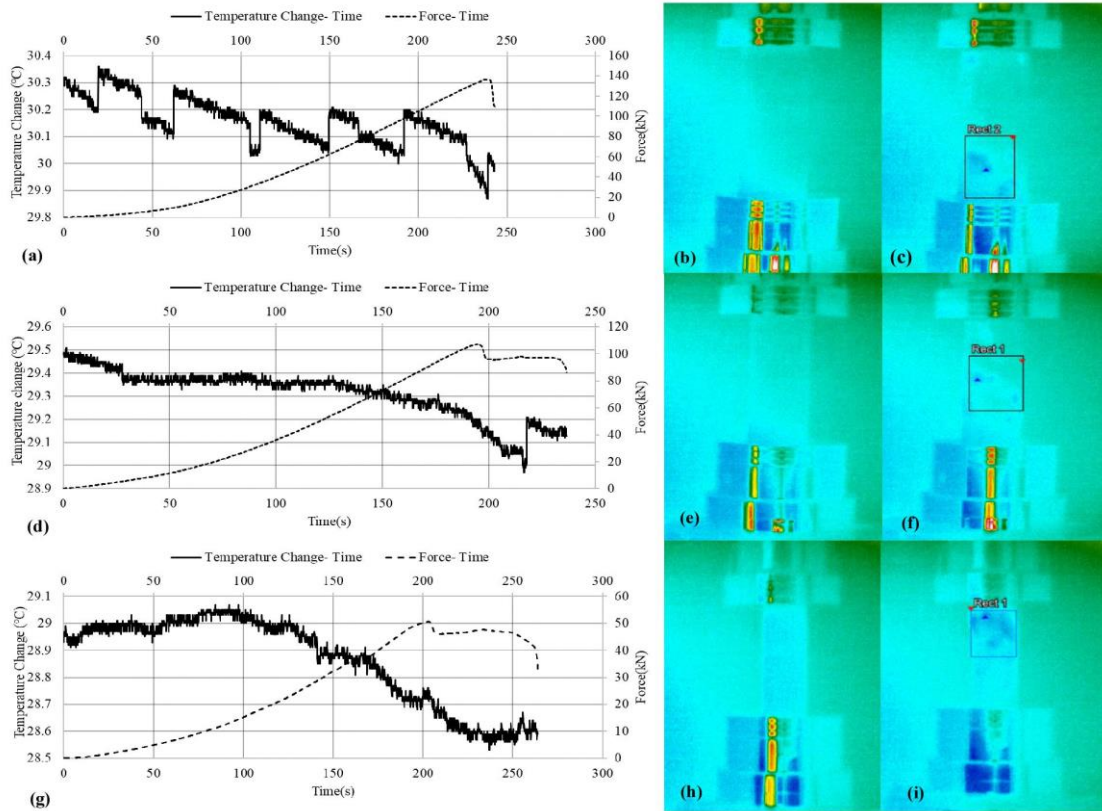 Temperature Change- Time Force- Time
0 50 100 150 200 250 300
30.4 160
30.3 140
30.2 120
30.1 100
30 80
29.9 60
29.8 40
20
0
Temperature Change (°C)
Force(kN)
0 50 100 150 200 250 300
Time(s)
(a)
Rect 2
(b)
(c)
Temperature Change- Time Force- Time
0 50 100 150 200 250
29.6 120
29.5 100
29.4 80
29.3 60
29.2 40
29.1 20
29 0
28.9
Temperature change (°C)
Force(kN)
0 50 100 150 200 250
Time(s)
(d)
Rect 1
(e)
(f)
Temperature Change- Time Force- Time
0 50 100 150 200 250 300
29.1 60
29 50
28.9 40
28.8 30
28.7 20
28.6 10
28.5 0
Temperature Change (°C)
Force(kN)
0 50 100 150 200 250 300
Time(s)
(g)
Rect 1
(h)
(i)